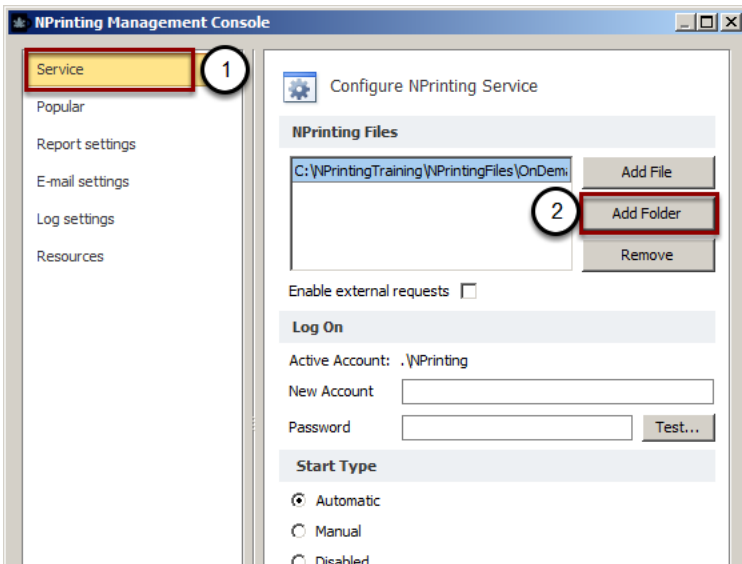 NPrinting Management Console
Service
1
Popular
Report settings
E-mail settings
Log settings
Resources
Configure NPrinting Service
NPrinting Files
C:\NPrintingTraining\NPrintingFiles\OnDema
Add File
2
Add Folder
Remove
Enable external requests
Log On
Active Account: .\NPrinting
New Account
Password
Test...
Start Type
Automatic
Manual
Disabled